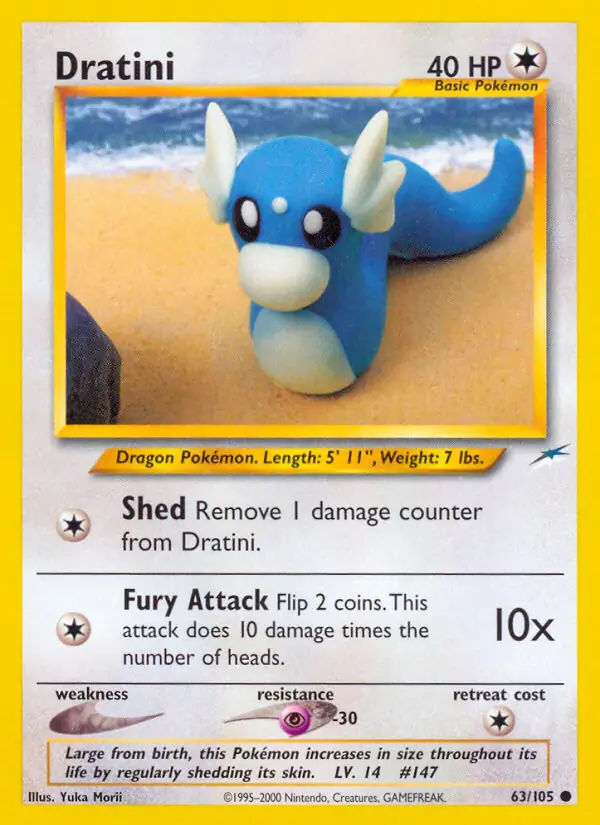 Dratini
40 HP
Basic Pokémon
Dragon Pokémon. Length: 5' 11", Weight: 7 lbs.
Shed Remove 1 damage counter
from Dratini.
Fury Attack Flip 2 coins. This
attack does 10 damage times the
number of heads.
10x
weakness
resistance
retreat cost
-30
Large from birth, this Pokémon increases in size throughout its
life by regularly shedding its skin. LV. 14 #147
Illus. Yuka Morii
©1995-2000 Nintendo, Creatures, GAMEFREAK.
63/105